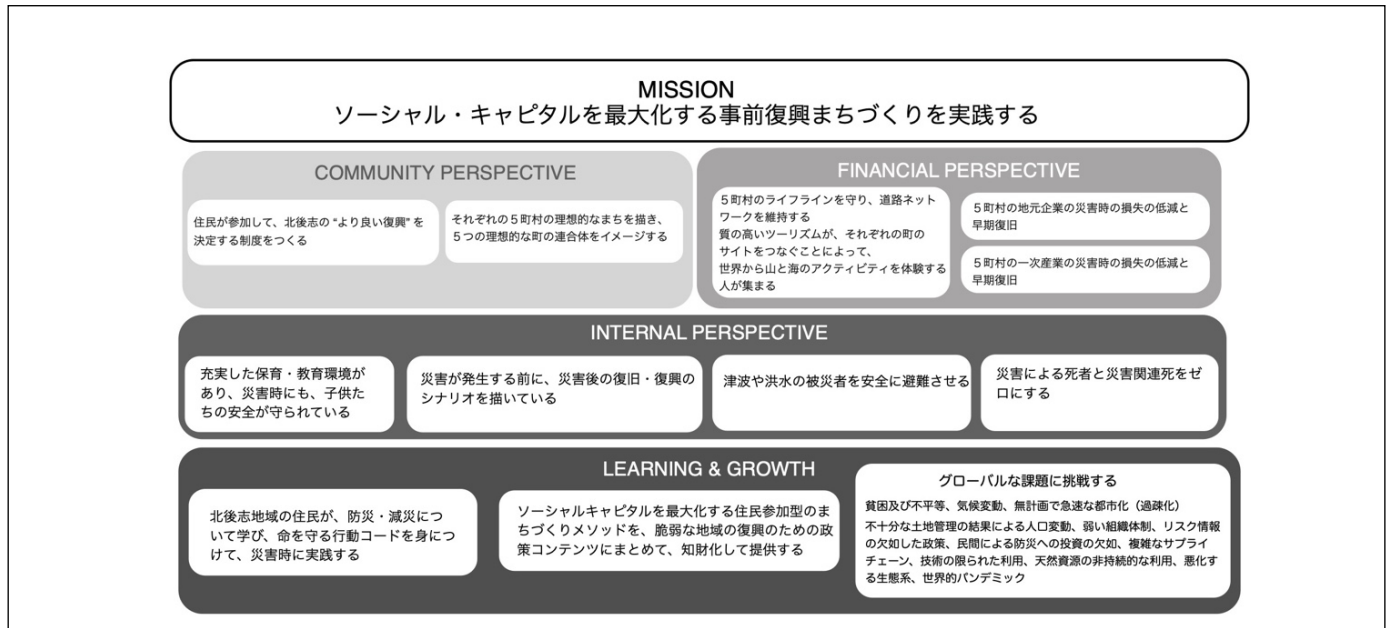 MISSION
ソーシャル・キャピタルを最大化する事前復興まちづくりを実践する
COMMUNITY PERSPECTIVE
住民が参加して、北後志の “より良い復興” を
決定する制度をつくる
それぞれの５町村の理想的なまちを描き、
５つの理想的な町の連合体をイメージする
FINANCIAL PERSPECTIVE
５町村のライフラインを守り、道路ネット
ワークを維持する
質の高いツーリズムが、それぞれの町の
サイトをつなぐことによって、
世界から山と海のアクティビティを体験する
人が集まる
５町村の地元企業の災害時の損失の低減と
早期復旧
５町村の一次産業の災害時の損失の低減と
早期復旧
INTERNAL PERSPECTIVE
充実した保育・教育環境が
あり、災害時にも、子供た
ちの安全が守られている
災害が発生する前に、災害後の復旧・復興の
シナリオを描いている
津波や洪水の被災者を安全に避難させる
災害による死者と災害関連死をゼ
ロにする
LEARNING & GROWTH
北後志地域の住民が、防災・減災につ
いて学び、命を守る行動コードを身につ
けて、災害時に実践する
ソーシャルキャピタルを最大化する住民参加型のま
ちづくりメソッドを、脆弱な地域の復興のための政
策コンテンツにまとめて、知財化して提供する
グローバルな課題に挑戦する
貧困及び不平等、気候変動、無計画で急速な都市化（過疎化）
不十分な土地管理の結果による人口変動、弱い組織体制、リスク情報
の欠如した政策、民間による防災への投資の欠如、複雑なサプライ
チェーン、技術の限られた利用、天然資源の非持続的な利用、悪化す
る生態系、世界的パンデミック